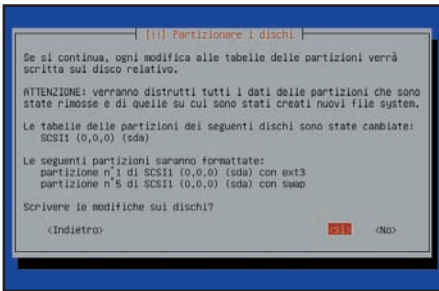 [!!] Partizionare i dischi
Se si continua, ogni modifica alle tabelle delle partizioni verrà
scritta sul disco relativo.
ATTENZIONE: verranno distrutti tutti i dati delle partizioni che sono
state rimosse e di quelle su cui sono stati creati nuovi file system.
Le tabelle delle partizioni dei seguenti dischi sono state cambiate:
SCSI1 (0,0,0) (sda)
Le seguenti partizioni saranno formattate:
partizione n°1 di SCSI1 (0,0,0) (sda) con ext3
partizione n°5 di SCSI1 (0,0,0) (sda) con swap
Scrivere le modifiche sui dischi?
<Indietro> <Sì> <No>